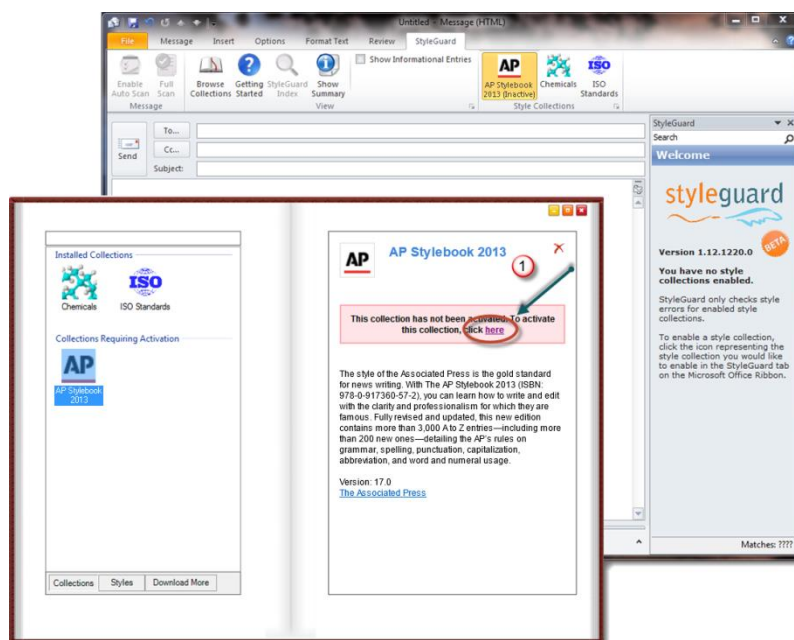 Untitled - Message (HTML)
File Message Insert Options Format Text Review StyleGuard
Enable Auto Scan
Full Scan
Message
Browse Collections
Getting Started
StyleGuard Index
Show Summary
Show Informational Entries
View
AP
AP Stylebook 2013 (Inactive)
Chemicals
ISO
ISO Standards
Style Collections
Send
To...
Cc...
Subject:
StyleGuard
Search
Welcome
styleguard
BETA
Version 1.12.1220.0
You have no style
collections enabled.
StyleGuard only checks style
errors for enabled style
collections.
To enable a style collection,
click the icon representing the
style collection you would like
to enable in the StyleGuard tab
on the Microsoft Office Ribbon.
Matches: ????
Installed Collections
Chemicals
ISO
ISO Standards
Collections Requiring Activation
AP
AP Stylebook
2013
Collections Styles Download More
AP
AP Stylebook 2013
1
This collection has not been activated. To activate
this collection, click here
The style of the Associated Press is the gold standard
for news writing. With The AP Stylebook 2013 (ISBN:
978-0-917360-57-2), you can learn how to write and edit
with the clarity and professionalism for which they are
famous. Fully revised and updated, this new edition
contains more than 3,000 A to Z entries—including more
than 200 new ones—detailing the AP's rules on
grammar, spelling, punctuation, capitalization,
abbreviation, and word and numeral usage.
Version: 17.0
The Associated Press